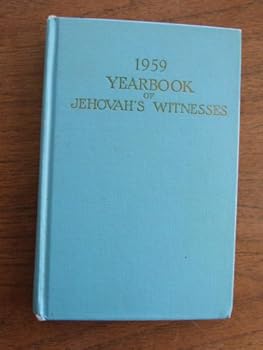 1959
YEARBOOK
OF
JEHOVAH'S WITNESSES